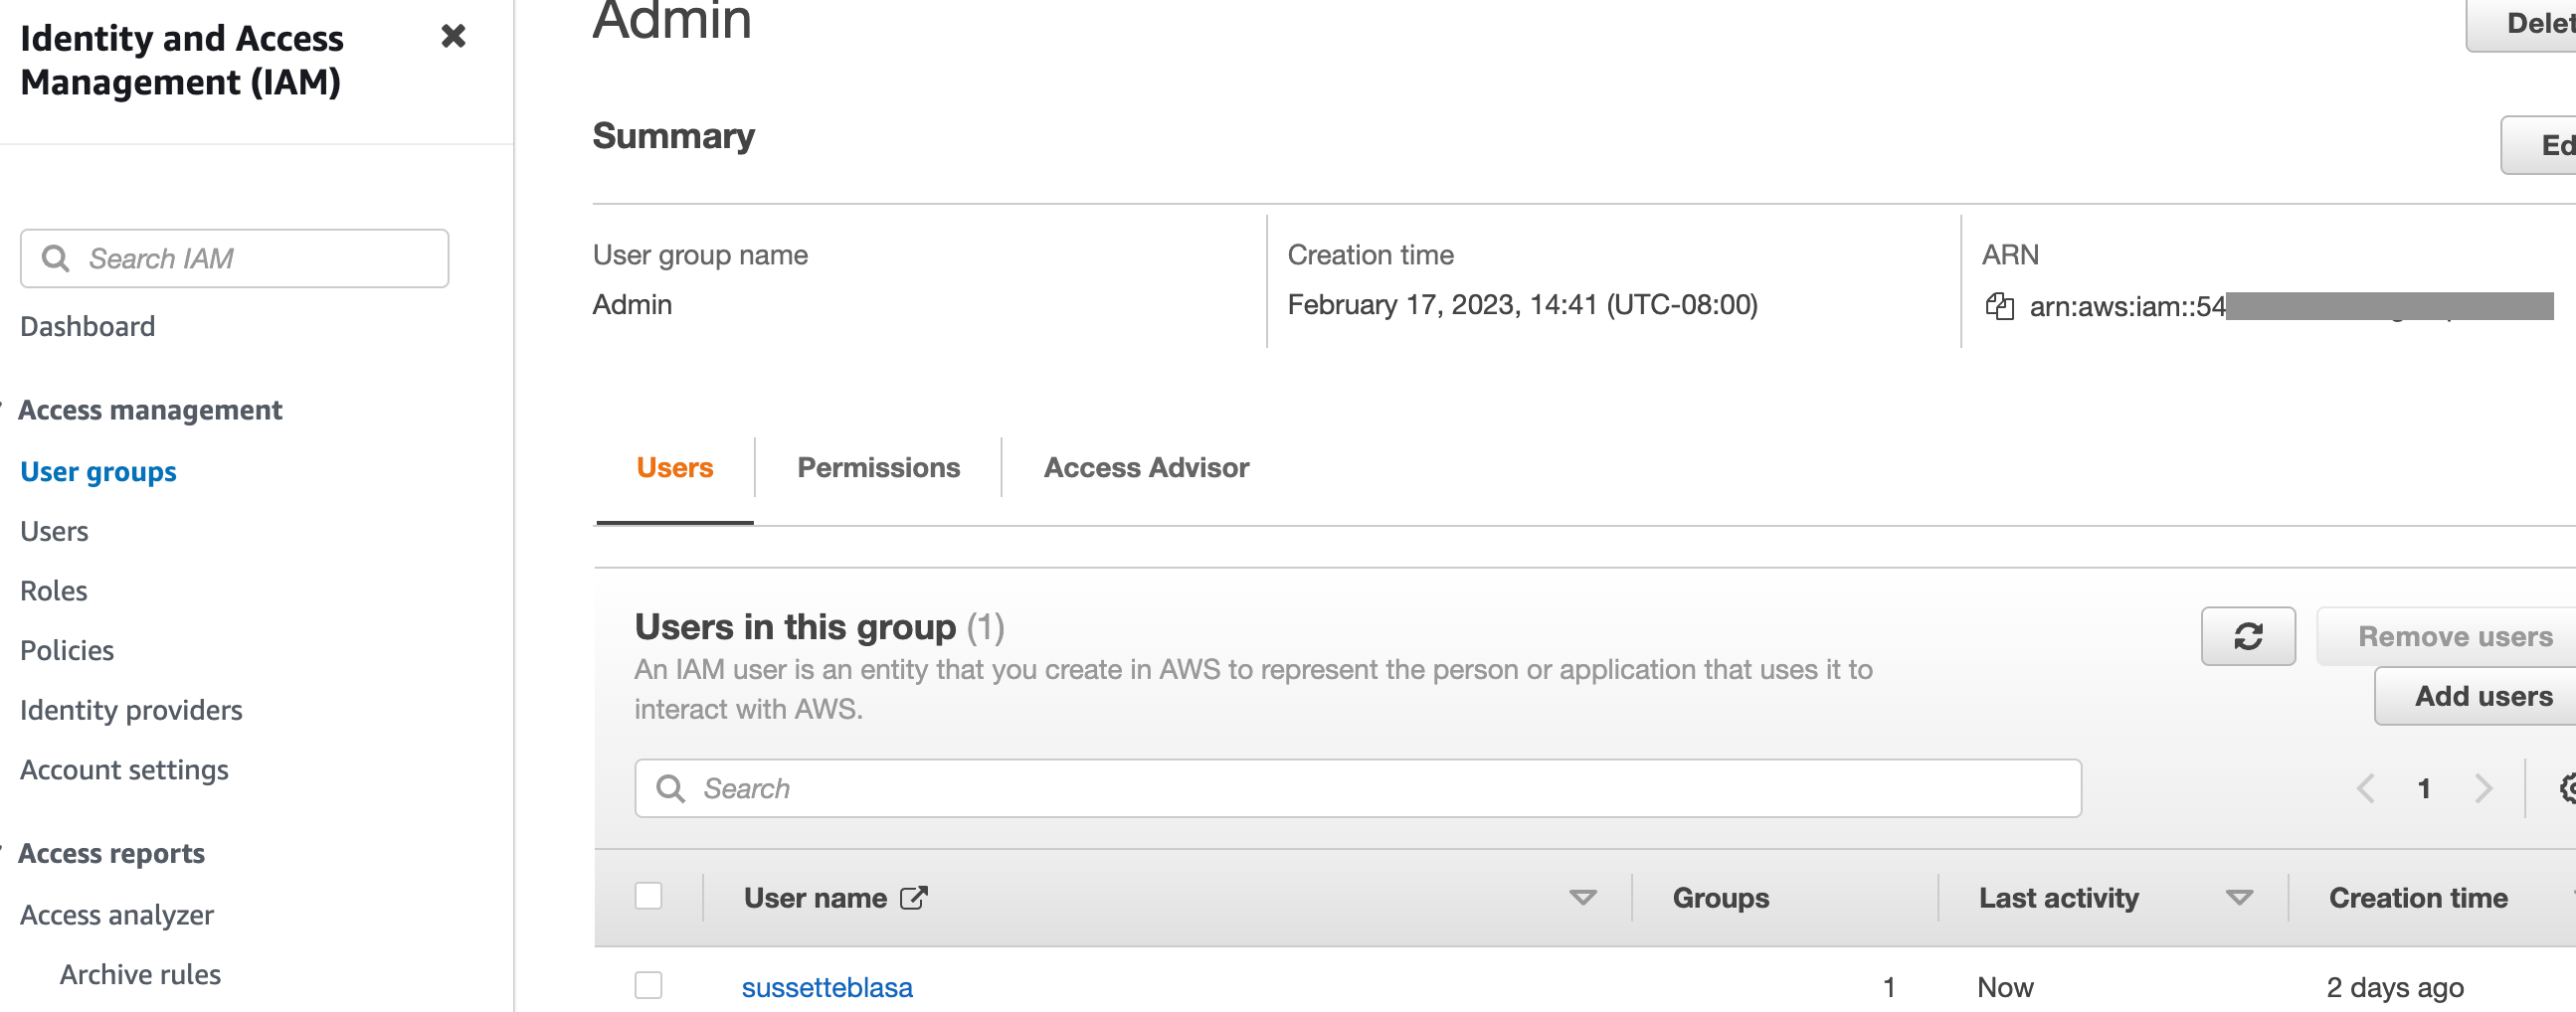 Identity and Access
Management (IAM)
Search IAM
Dashboard
Access management
User groups
Users
Roles
Policies
Identity providers
Account settings
Access reports
Access analyzer
Archive rules
Admin
Summary
User group name
Admin
Creation time
February 17, 2023, 14:41 (UTC-08:00)
ARN
arn:aws:iam::54
Users
Permissions
Access Advisor
Users in this group (1)
An IAM user is an entity that you create in AWS to represent the person or application that uses it to
interact with AWS.
Remove users
Add users
Search
1
User name Groups Last activity Creation time
sussetteblasa 1 Now 2 days ago